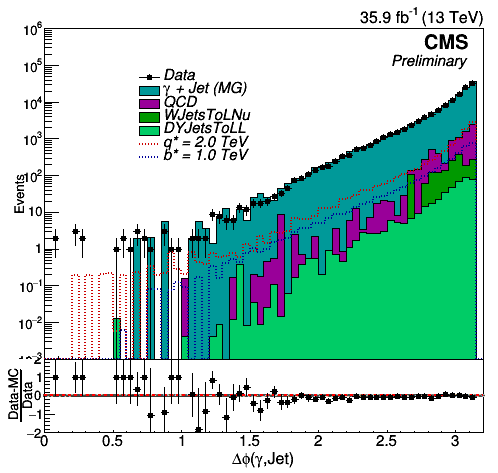 35.9 fb⁻¹ (13 TeV)
CMS
Preliminary
Data
γ + Jet (MG)
QCD
WJetsToLNu
DYJetsToLL
q* = 2.0 TeV
b* = 1.0 TeV
Events
10⁶
10⁵
10⁴
10³
10²
10
1
10⁻¹
10⁻²
Data-MC
Data
2
1
0
−1
−2
0 0.5 1 1.5 2 2.5 3
Δϕ(γ,Jet)